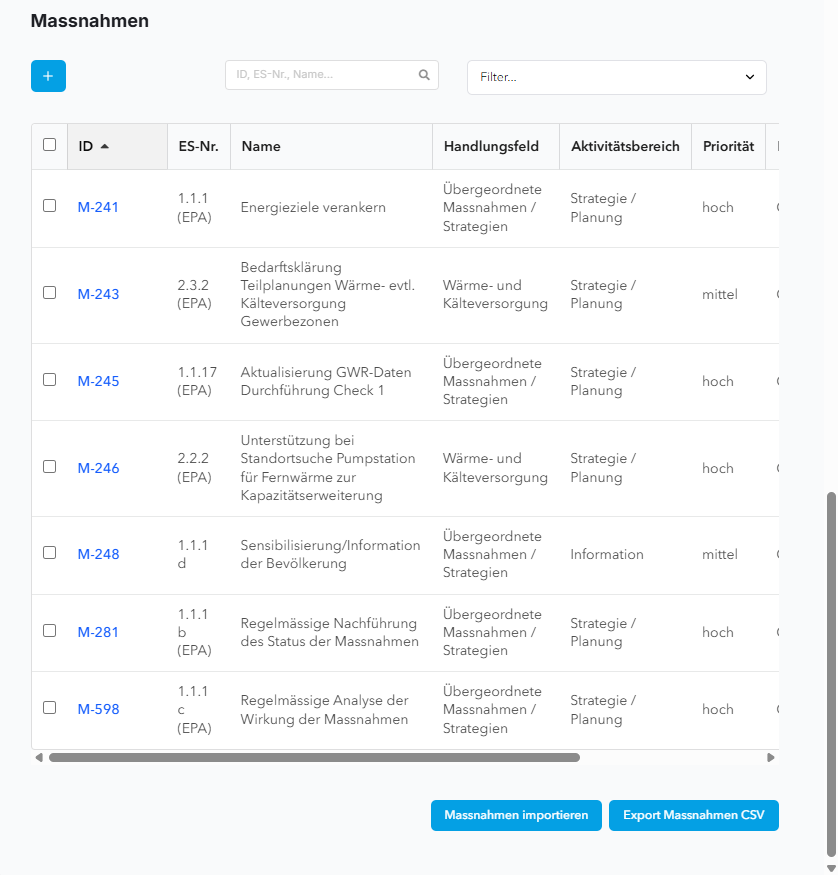 Massnahmen
+
ID, ES-Nr., Name...
Filter...
ID ES-Nr. Name Handlungsfeld Aktivitätsbereich Priorität
M-241
1.1.1
(EPA)
Energieziele verankern
Übergeordnete
Massnahmen /
Strategien
Strategie /
Planung
hoch
M-243
2.3.2
(EPA)
Bedarftsklärung
Teilplanungen Wärme- evtl.
Kälteversorgung
Gewerbezonen
Wärme- und
Kälteversorgung
Strategie /
Planung
mittel
M-245
1.1.17
(EPA)
Aktualisierung GWR-Daten
Durchführung Check 1
Übergeordnete
Massnahmen /
Strategien
Strategie /
Planung
hoch
M-246
2.2.2
(EPA)
Unterstützung bei
Standortsuche Pumpstation
für Fernwärme zur
Kapazitätserweiterung
Wärme- und
Kälteversorgung
Strategie /
Planung
hoch
M-248
1.1.1
d
Sensibilisierung/Information
der Bevölkerung
Übergeordnete
Massnahmen /
Strategien
Information
mittel
M-281
1.1.1
b
(EPA)
Regelmässige Nachführung
des Status der Massnahmen
Übergeordnete
Massnahmen /
Strategien
Strategie /
Planung
hoch
M-598
1.1.1
c
(EPA)
Regelmässige Analyse der
Wirkung der Massnahmen
Übergeordnete
Massnahmen /
Strategien
Strategie /
Planung
hoch
Massnahmen importieren
Export Massnahmen CSV